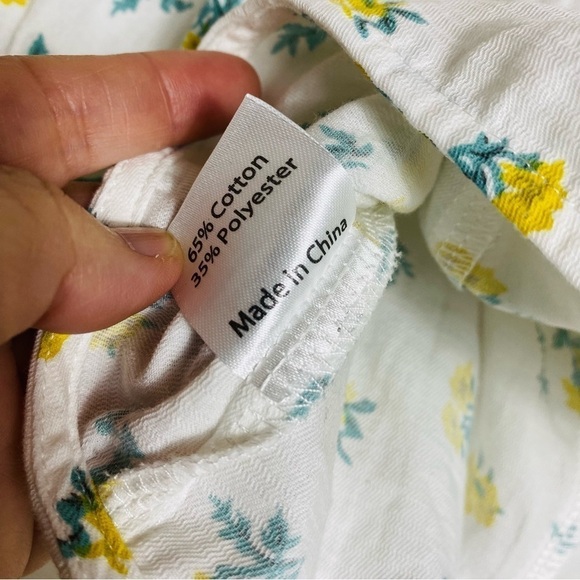 65% Cotton
35% Polyester
Made in China